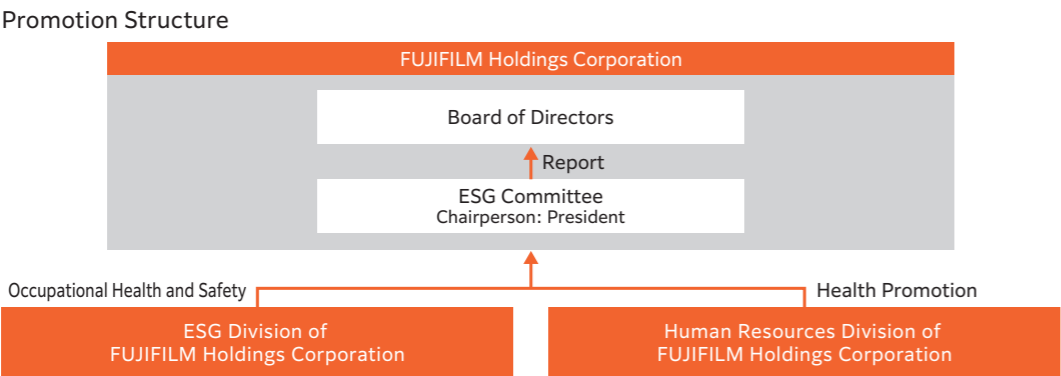 Promotion Structure
FUJIFILM Holdings Corporation
Board of Directors
Report
ESG Committee
Chairperson: President
Occupational Health and Safety
Health Promotion
ESG Division of
FUJIFILM Holdings Corporation
Human Resources Division of
FUJIFILM Holdings Corporation